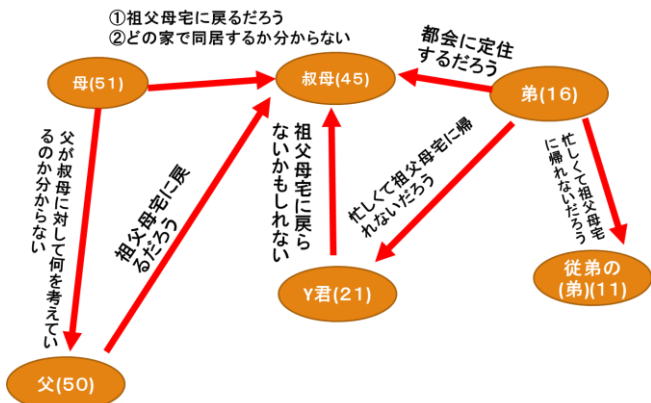 ①祖父母宅に戻るだろう
②どの家で同居するか分からない
母(51)
叔母(45)
都会に定住
するだろう
弟(16)
父が叔母に対して何を考えてい
るのか分からない
祖父母宅に戻
るだろう
祖父母宅に戻ら
ないかもしれない
忙しくて祖父母宅に帰
れないだろう
忙しくて祖父母宅
に帰れないだろう
Y君(21)
従弟の
(弟)(11)
父(50)